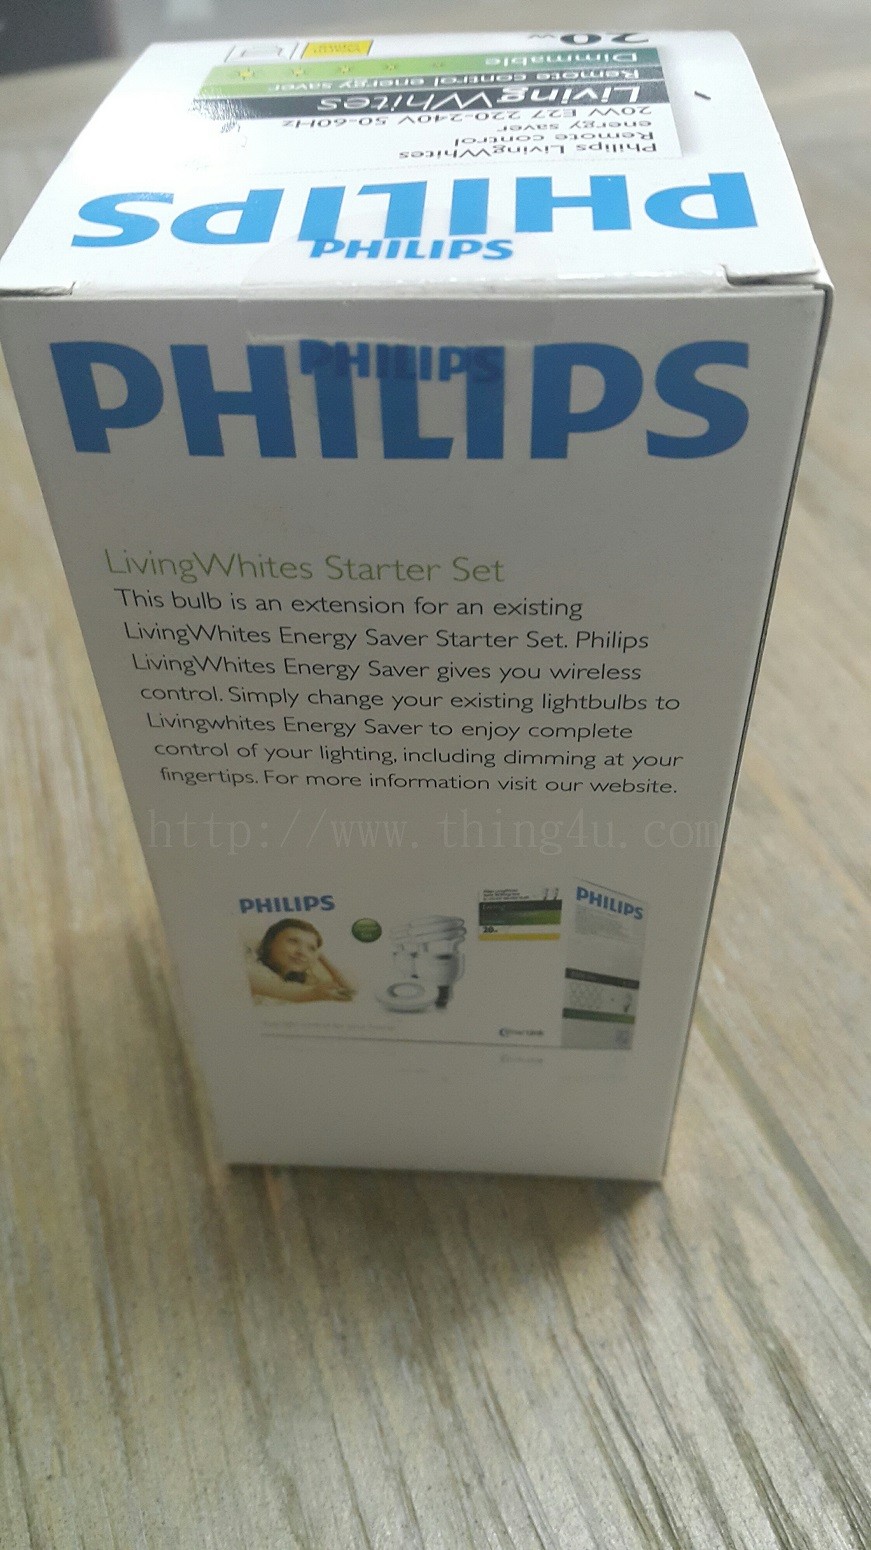 20w
Dimmable
Remote control energy saver
LivingWhites
20W E27 220-240V 50-60Hz
energy saver
Remote control
Philips LivingWhites
PHILIPS
PHILIPS
PHILIPS
PHILIPS
LivingWhites Starter Set
This bulb is an extension for an existing
LivingWhites Energy Saver Starter Set. Philips
LivingWhites Energy Saver gives you wireless
control. Simply change your existing lightbulbs to
Livingwhites Energy Saver to enjoy complete
control of your lighting, including dimming at your
fingertips. For more information visit our website.
http://www.thing4u.com
PHILIPS
PHILIPS
20w